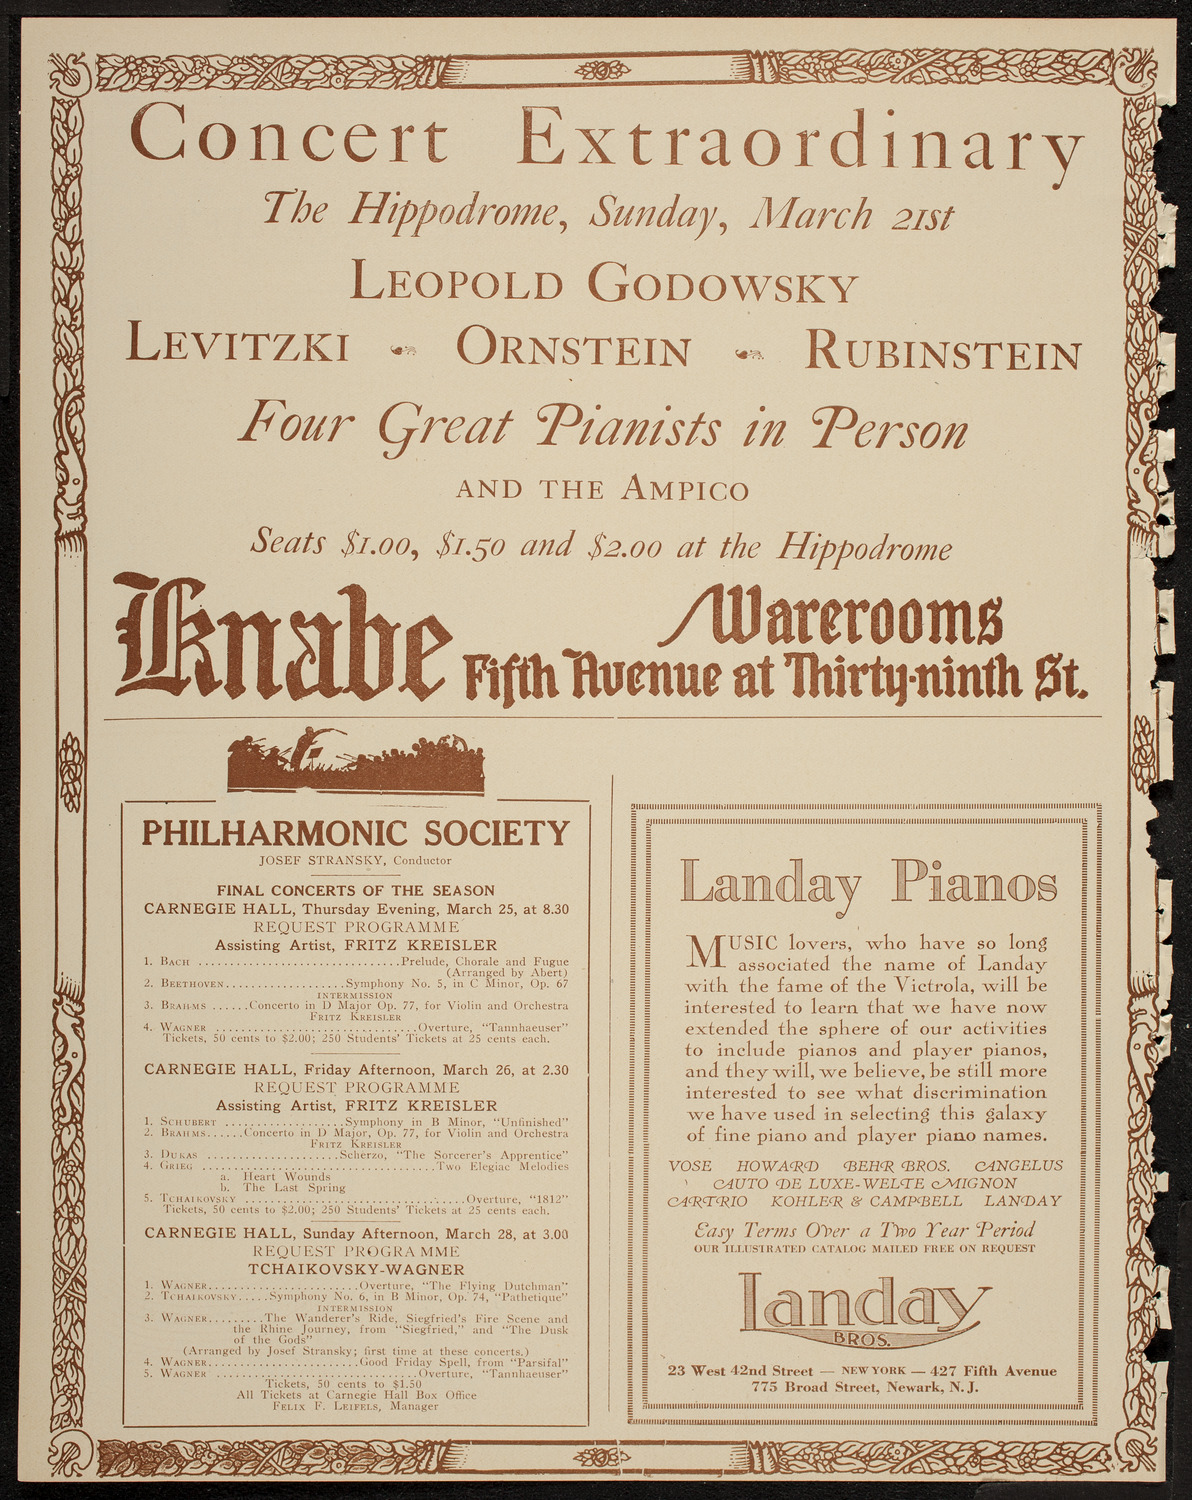 Concert Extraordinary
The Hippodrome, Sunday, March 21st
LEOPOLD GODOWSKY
LEVITZKI ORNSTEIN RUBINSTEIN
Four Great Pianists in Person
AND THE AMPICO
Seats $1.00, $1.50 and $2.00 at the Hippodrome
Knabe Warerooms
Fifth Avenue at Thirty-ninth St.
PHILHARMONIC SOCIETY
JOSEF STRANSKY, Conductor
FINAL CONCERTS OF THE SEASON
CARNEGIE HALL, Thursday Evening, March 25, at 8.30
REQUEST PROGRAMME
Assisting Artist, FRITZ KREISLER
1. BACH ................................Prelude, Chorale and Fugue
(Arranged by Abert)
2. BEETHOVEN...................Symphony No. 5, in C Minor, Op. 67
INTERMISSION
3. BRAHMS ......Concerto in D Major Op. 77, for Violin and Orchestra
FRITZ KREISLER
4. WAGNER ................................Overture, "Tannhaeuser"
Tickets, 50 cents to $2.00; 250 Students' Tickets at 25 cents each.
CARNEGIE HALL, Friday Afternoon, March 26, at 2.30
REQUEST PROGRAMME
Assisting Artist, FRITZ KREISLER
1. SCHUBERT ...................Symphony in B Minor, "Unfinished"
2. BRAHMS......Concerto in D Major, Op. 77, for Violin and Orchestra
FRITZ KREISLER
3. DUKAS .....................Scherzo, "The Sorcerer's Apprentice"
4. GRIEG .....................................Two Elegiac Melodies
a. Heart Wounds
b. The Last Spring
5. TCHAIKOVSKY ....................................Overture, "1812"
Tickets, 50 cents to $2.00; 250 Students' Tickets at 25 cents each.
CARNEGIE HALL, Sunday Afternoon, March 28, at 3.00
REQUEST PROGRAMME
TCHAIKOVSKY-WAGNER
1. WAGNER........................Overture, "The Flying Dutchman"
2. TCHAIKOVSKY.....Symphony No. 6, in B Minor, Op. 74, "Pathetique"
INTERMISSION
3. WAGNER.........The Wanderer's Ride, Siegfried's Fire Scene and
the Rhine Journey, from "Siegfried," and "The Dusk
of the Gods"
(Arranged by Josef Stransky; first time at these concerts.)
4. WAGNER........................Good Friday Spell, from "Parsifal"
5. WAGNER ................................Overture, "Tannhaeuser"
Tickets, 50 cents to $1.50
All Tickets at Carnegie Hall Box Office
FELIX F. LEIFELS, Manager
Landay Pianos
MUSIC lovers, who have so long
associated the name of Landay
with the fame of the Victrola, will be
interested to learn that we have now
extended the sphere of our activities
to include pianos and player pianos,
and they will, we believe, be still more
interested to see what discrimination
we have used in selecting this galaxy
of fine piano and player piano names.
VOSE HOWARD BEHR BROS. CANGELUS
CAUTO DE LUXE-WELTE MIGNON
CARTRIO KOHLER & CAMPBELL LANDAY
Easy Terms Over a Two Year Period
OUR ILLUSTRATED CATALOG MAILED FREE ON REQUEST
Landay
BROS.
23 West 42nd Street — NEW YORK — 427 Fifth Avenue
775 Broad Street, Newark, N. J.